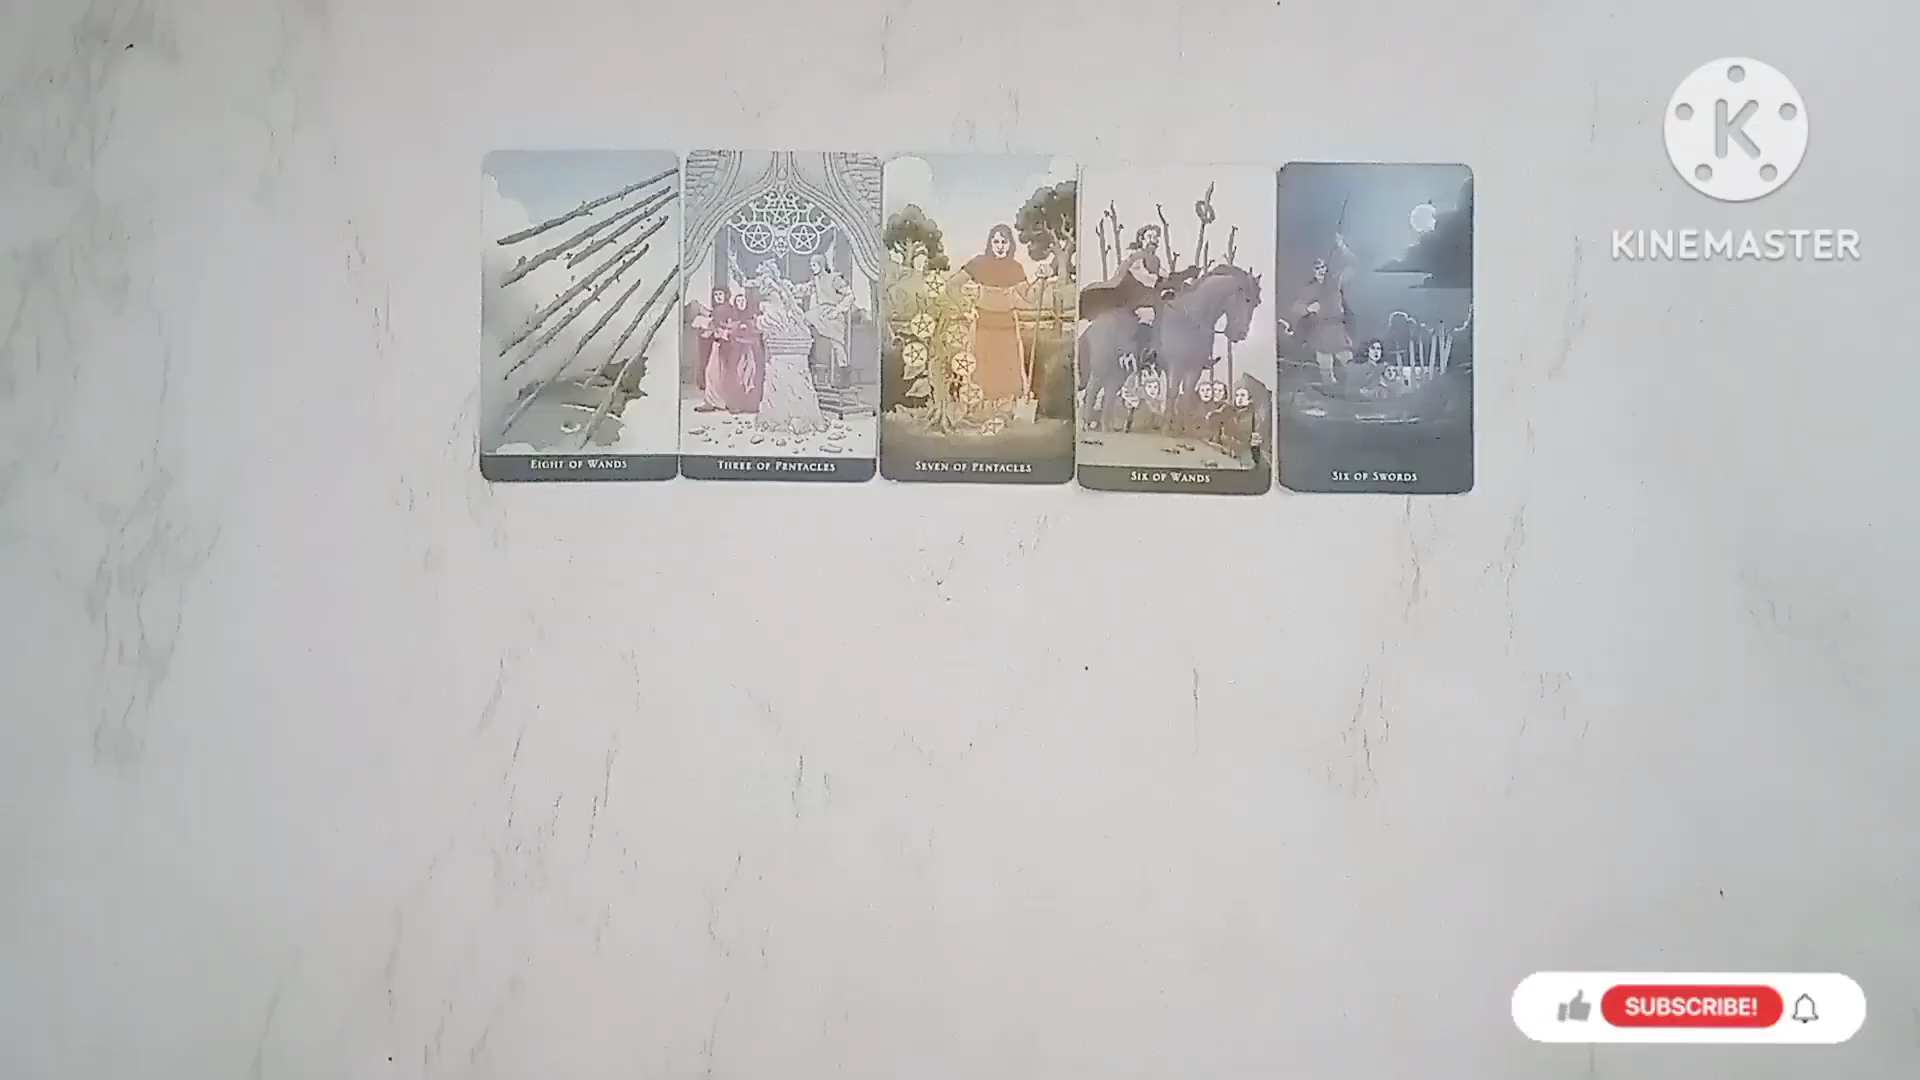 KINEMASTER
EIGHT OF WANDS
THREE OF PENTACLES
SEVEN OF PENTACLES
SIX OF WANDS
SIX OF SWORDS
SUBSCRIBE!